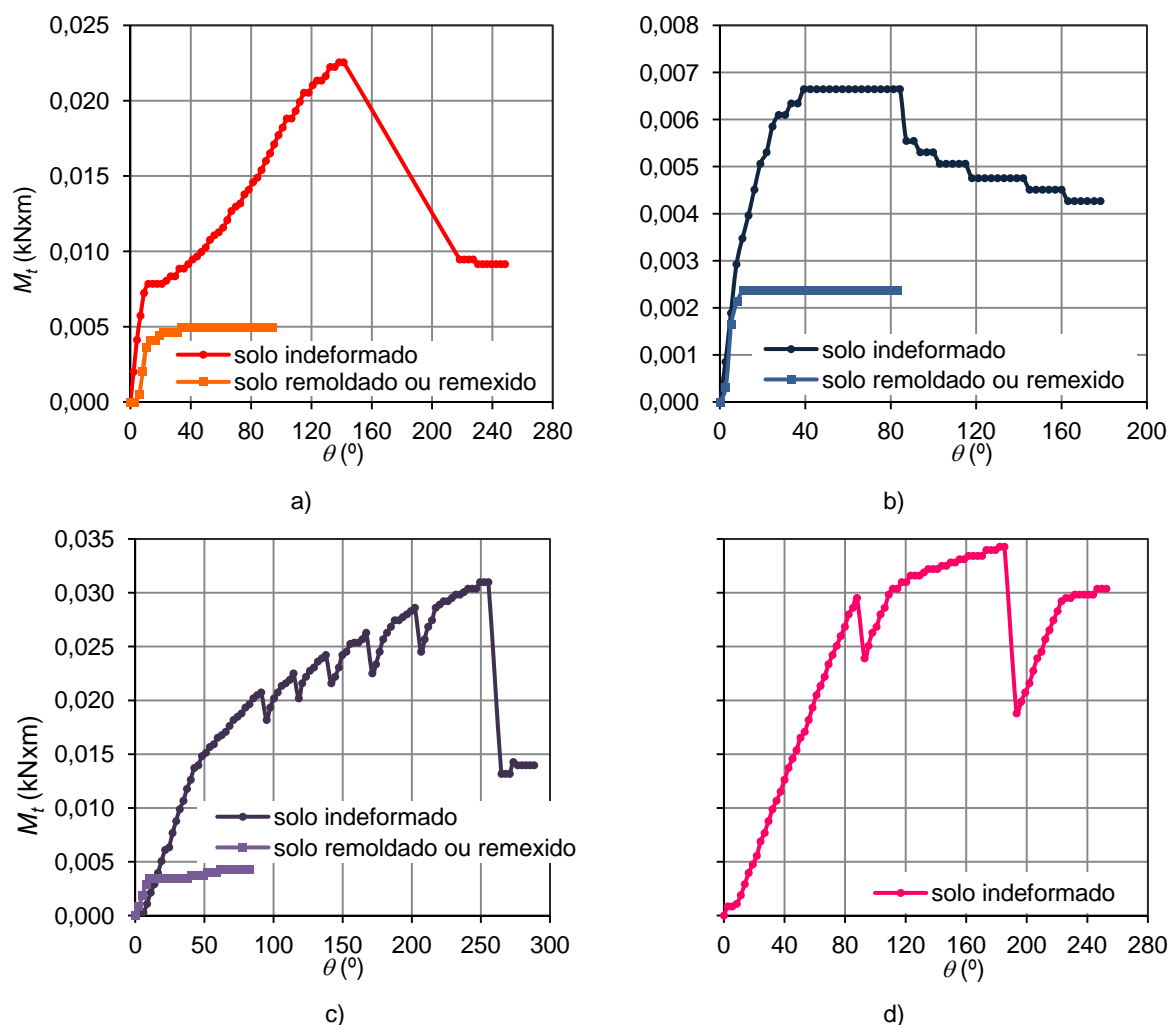 0,025
0,020
0,015
0,010
0,005
0,000
M_t (kNxm)
solo indeformado
solo remoldado ou remexido
0 40 80 120 160 200 240 280
θ (º)
a)
0,008
0,007
0,006
0,005
0,004
0,003
0,002
0,001
0,000
solo indeformado
solo remoldado ou remexido
0 40 80 120 160 200
θ (º)
b)
0,035
0,030
0,025
0,020
0,015
0,010
0,005
0,000
M_t (kNxm)
solo indeformado
solo remoldado ou remexido
0 50 100 150 200 250 300
θ (º)
c)
solo indeformado
0 40 80 120 160 200 240 280
θ (º)
d)